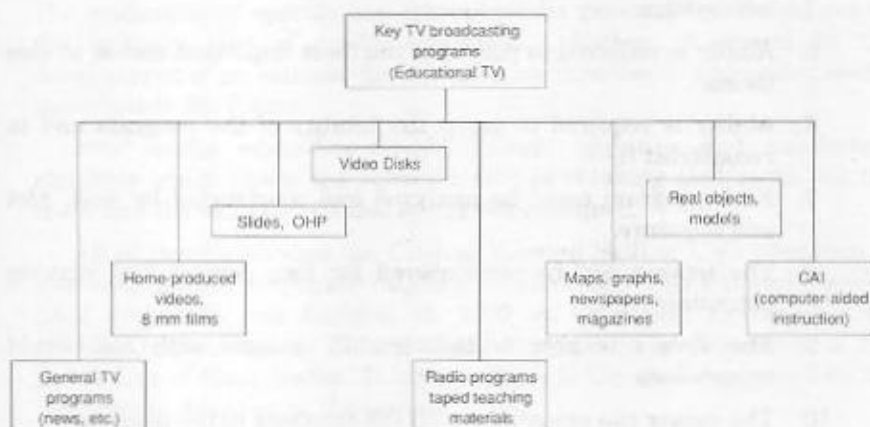 Key TV broadcasting
programs
(Educational TV)
Video Disks
Real objects,
models
Slides, OHP
Home-produced
videos,
8 mm films
Maps, graphs,
newspapers,
magazines
CAI
(computer aided
instruction)
General TV
programs
(news, etc.)
Radio programs
taped teaching
materials